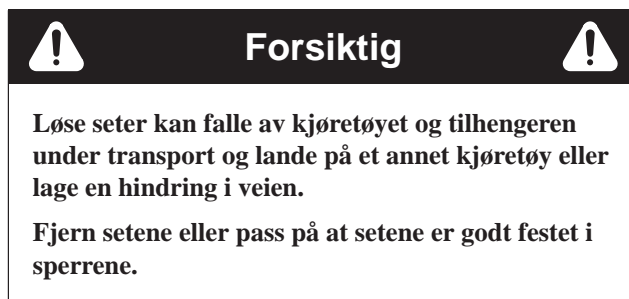 Forsiktig
Løse seter kan falle av kjøretøyet og tilhengeren
under transport og lande på et annet kjøretøy eller
lage en hindring i veien.
Fjern setene eller pass på at setene er godt festet i
sperrene.